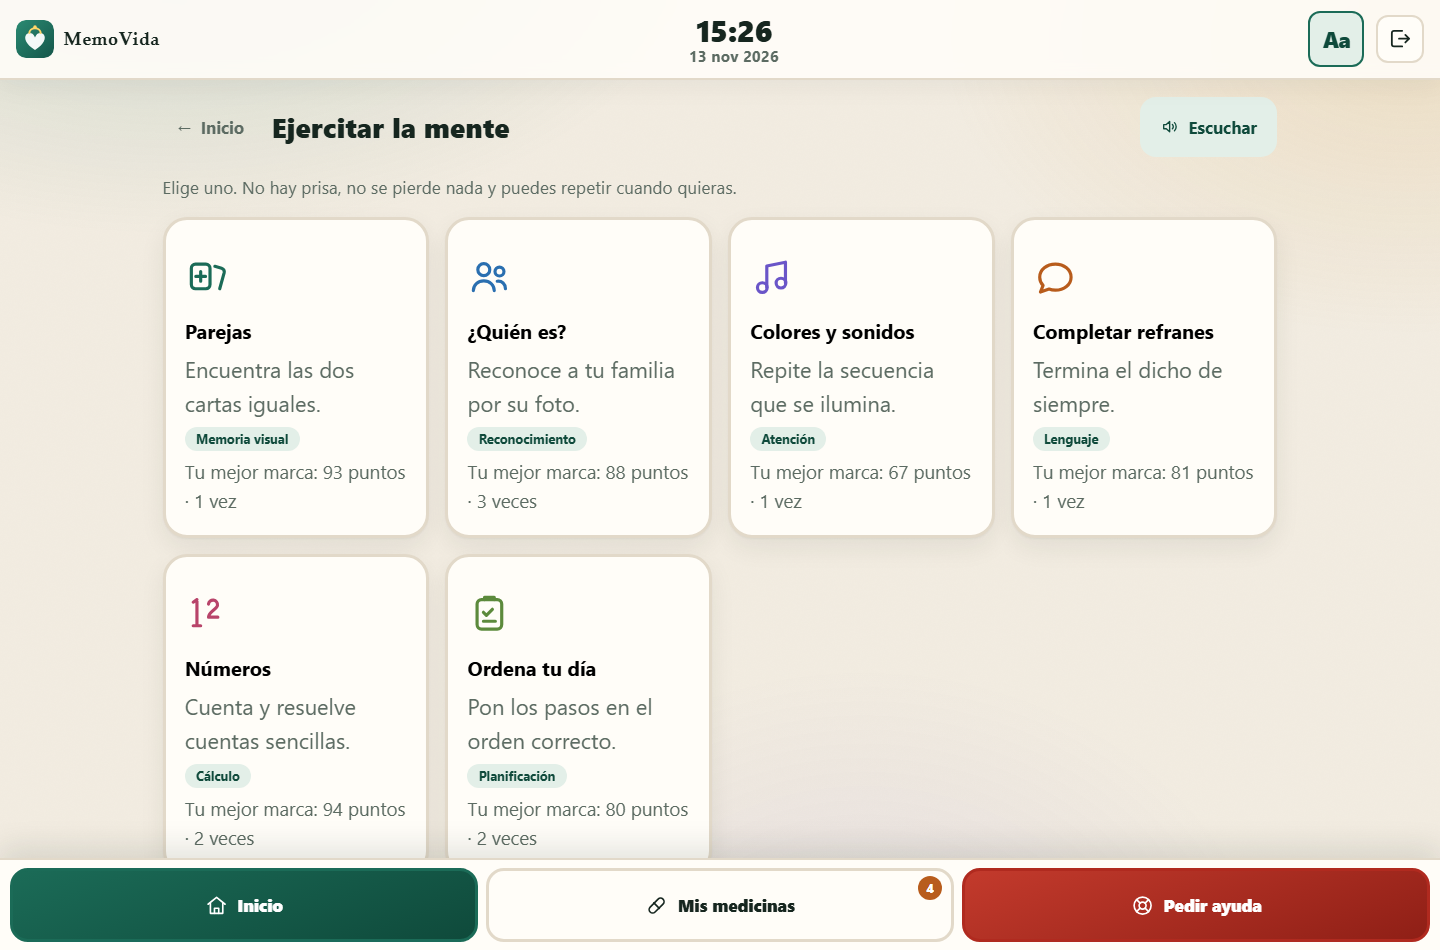 MemoVida
15:26
13 nov 2026
Aa
← Inicio
Ejercitar la mente
Escuchar
Elige uno. No hay prisa, no se pierde nada y puedes repetir cuando quieras.
Parejas
Encuentra las dos
cartas iguales.
Memoria visual
Tu mejor marca: 93 puntos
· 1 vez
¿Quién es?
Reconoce a tu familia
por su foto.
Reconocimiento
Tu mejor marca: 88 puntos
· 3 veces
Colores y sonidos
Repite la secuencia
que se ilumina.
Atención
Tu mejor marca: 67 puntos
· 1 vez
Completar refranes
Termina el dicho de
siempre.
Lenguaje
Tu mejor marca: 81 puntos
· 1 vez
12
Números
Cuenta y resuelve
cuentas sencillas.
Cálculo
Tu mejor marca: 94 puntos
· 2 veces
Ordena tu día
Pon los pasos en el
orden correcto.
Planificación
Tu mejor marca: 80 puntos
· 2 veces
Inicio
Mis medicinas
4
Pedir ayuda